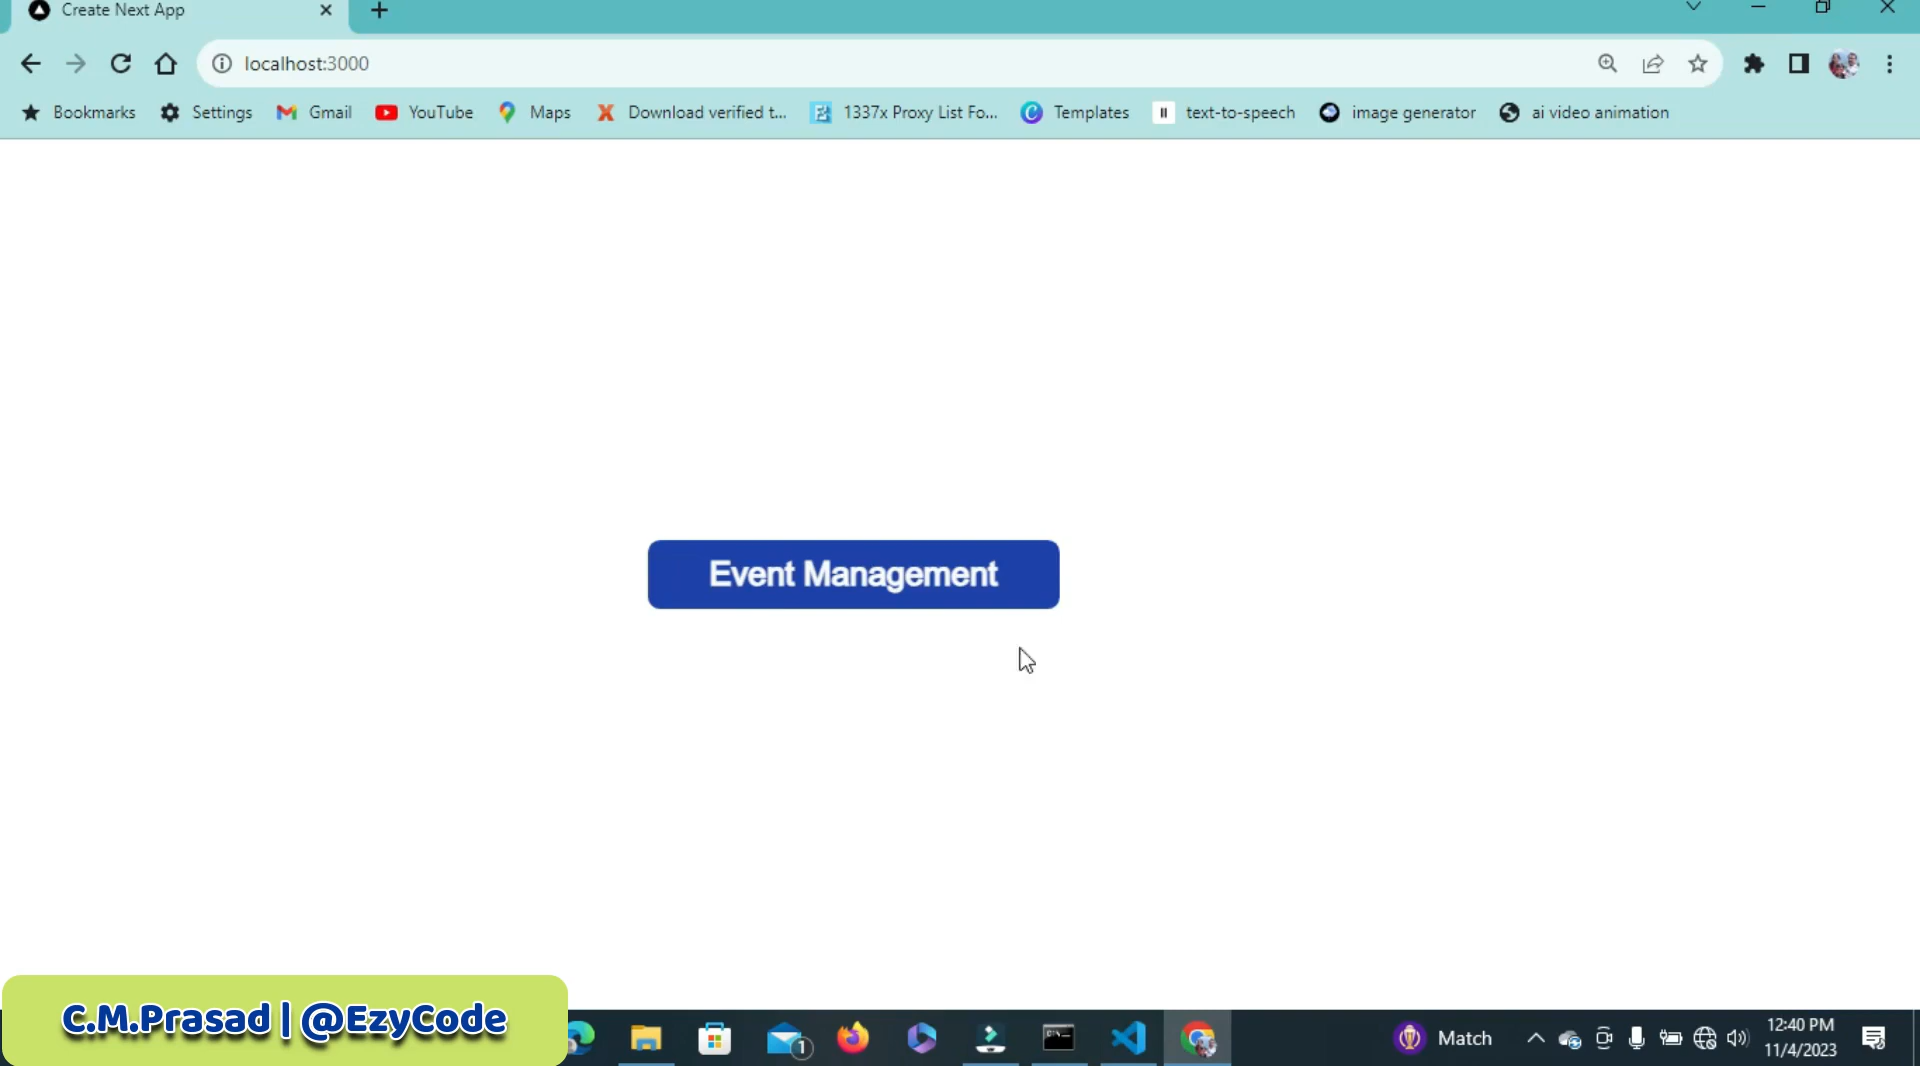 Create Next App
localhost:3000
Bookmarks Settings Gmail YouTube Maps Download verified t... 1337x Proxy List Fo... Templates text-to-speech image generator ai video animation
Event Management
C.M.Prasad | @EzyCode
1
Match
12:40 PM
11/4/2023